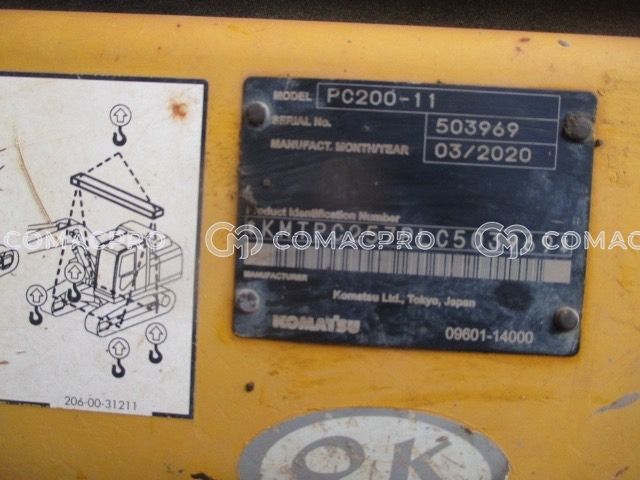 MODEL PC200-11
SERIAL No. 503969
MANUFACT. MONTH/YEAR 03/2020
Product Identification Number
MANUFACTURER
Komatsu Ltd., Tokyo, Japan
KOMATSU 09601-14000
206-00-31211
OK
COMACPRO COMACPRO COMACPRO